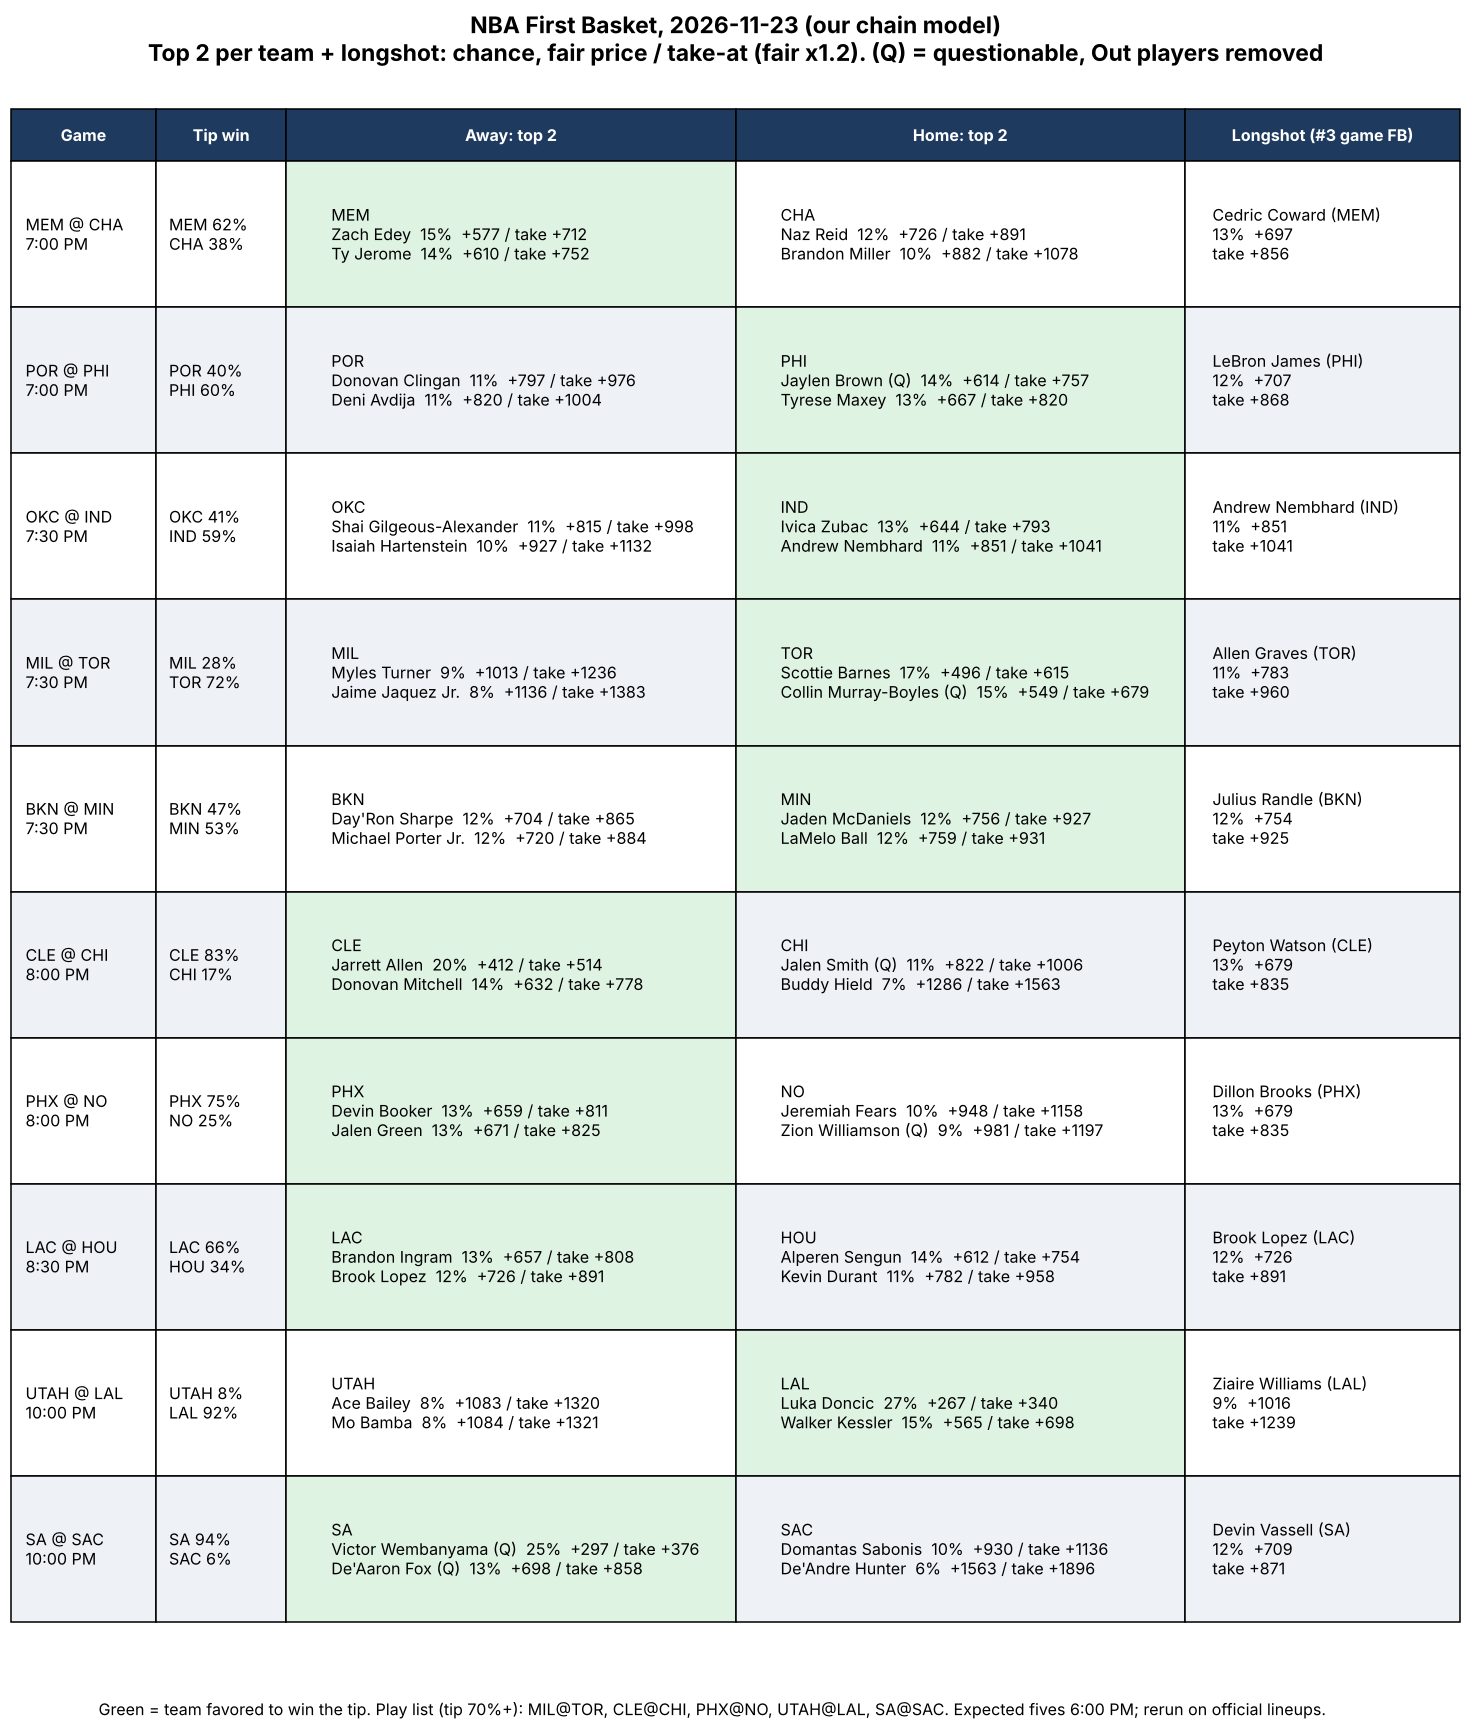 NBA First Basket, 2026-11-23 (our chain model)
Top 2 per team + longshot: chance, fair price / take-at (fair x1.2). (Q) = questionable, Out players removed
Game
Tip win
Away: top 2
Home: top 2
Longshot (#3 game FB)
MEM @ CHA
7:00 PM
MEM 62%
CHA 38%
MEM
Zach Edey 15% +577 / take +712
Ty Jerome 14% +610 / take +752
CHA
Naz Reid 12% +726 / take +891
Brandon Miller 10% +882 / take +1078
Cedric Coward (MEM)
13% +697
take +856
POR @ PHI
7:00 PM
POR 40%
PHI 60%
POR
Donovan Clingan 11% +797 / take +976
Deni Avdija 11% +820 / take +1004
PHI
Jaylen Brown (Q) 14% +614 / take +757
Tyrese Maxey 13% +667 / take +820
LeBron James (PHI)
12% +707
take +868
OKC @ IND
7:30 PM
OKC 41%
IND 59%
OKC
Shai Gilgeous-Alexander 11% +815 / take +998
Isaiah Hartenstein 10% +927 / take +1132
IND
Ivica Zubac 13% +644 / take +793
Andrew Nembhard 11% +851 / take +1041
Andrew Nembhard (IND)
11% +851
take +1041
MIL @ TOR
7:30 PM
MIL 28%
TOR 72%
MIL
Myles Turner 9% +1013 / take +1236
Jaime Jaquez Jr. 8% +1136 / take +1383
TOR
Scottie Barnes 17% +496 / take +615
Collin Murray-Boyles (Q) 15% +549 / take +679
Allen Graves (TOR)
11% +783
take +960
BKN @ MIN
7:30 PM
BKN 47%
MIN 53%
BKN
Day'Ron Sharpe 12% +704 / take +865
Michael Porter Jr. 12% +720 / take +884
MIN
Jaden McDaniels 12% +756 / take +927
LaMelo Ball 12% +759 / take +931
Julius Randle (BKN)
12% +754
take +925
CLE @ CHI
8:00 PM
CLE 83%
CHI 17%
CLE
Jarrett Allen 20% +412 / take +514
Donovan Mitchell 14% +632 / take +778
CHI
Jalen Smith (Q) 11% +822 / take +1006
Buddy Hield 7% +1286 / take +1563
Peyton Watson (CLE)
13% +679
take +835
PHX @ NO
8:00 PM
PHX 75%
NO 25%
PHX
Devin Booker 13% +659 / take +811
Jalen Green 13% +671 / take +825
NO
Jeremiah Fears 10% +948 / take +1158
Zion Williamson (Q) 9% +981 / take +1197
Dillon Brooks (PHX)
13% +679
take +835
LAC @ HOU
8:30 PM
LAC 66%
HOU 34%
LAC
Brandon Ingram 13% +657 / take +808
Brook Lopez 12% +726 / take +891
HOU
Alperen Sengun 14% +612 / take +754
Kevin Durant 11% +782 / take +958
Brook Lopez (LAC)
12% +726
take +891
UTAH @ LAL
10:00 PM
UTAH 8%
LAL 92%
UTAH
Ace Bailey 8% +1083 / take +1320
Mo Bamba 8% +1084 / take +1321
LAL
Luka Doncic 27% +267 / take +340
Walker Kessler 15% +565 / take +698
Ziaire Williams (LAL)
9% +1016
take +1239
SA @ SAC
10:00 PM
SA 94%
SAC 6%
SA
Victor Wembanyama (Q) 25% +297 / take +376
De'Aaron Fox (Q) 13% +698 / take +858
SAC
Domantas Sabonis 10% +930 / take +1136
De'Andre Hunter 6% +1563 / take +1896
Devin Vassell (SA)
12% +709
take +871
Green = team favored to win the tip. Play list (tip 70%+): MIL@TOR, CLE@CHI, PHX@NO, UTAH@LAL, SA@SAC. Expected fives 6:00 PM; rerun on official lineups.